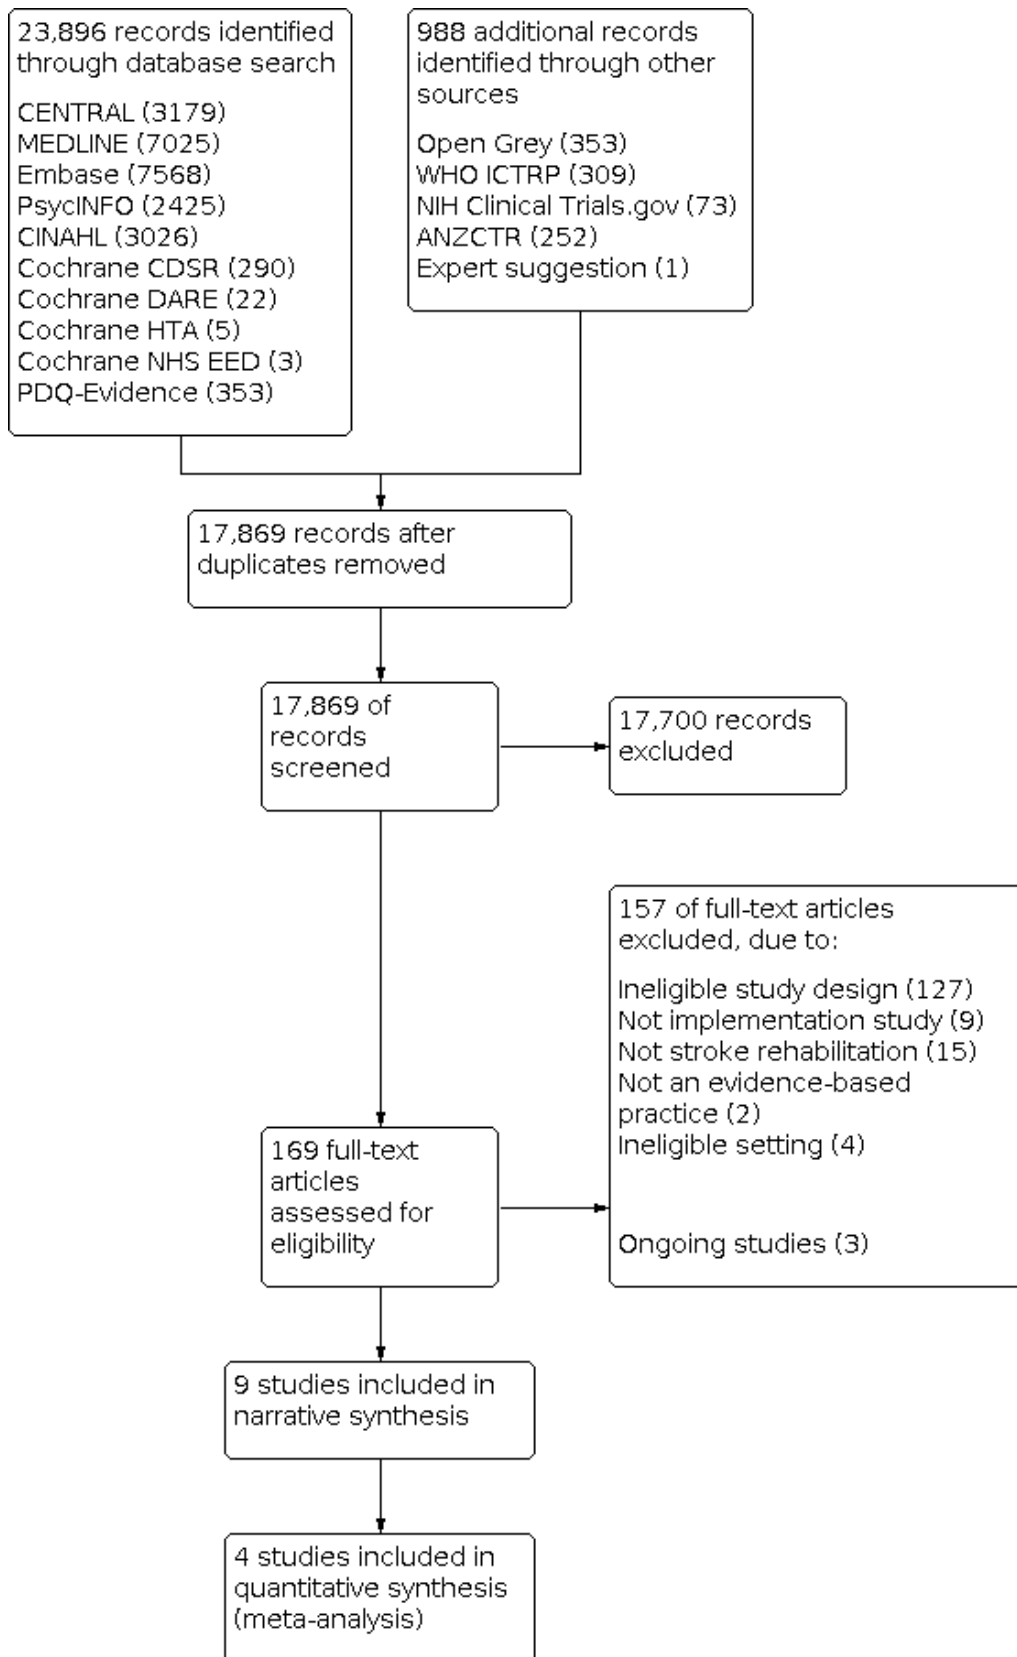 23,896 records identified
through database search
CENTRAL (3179)
MEDLINE (7025)
Embase (7568)
PsycINFO (2425)
CINAHL (3026)
Cochrane CDSR (290)
Cochrane DARE (22)
Cochrane HTA (5)
Cochrane NHS EED (3)
PDQ-Evidence (353)
988 additional records
identified through other
sources
Open Grey (353)
WHO ICTRP (309)
NIH Clinical Trials.gov (73)
ANZCTR (252)
Expert suggestion (1)
17,869 records after
duplicates removed
17,869 of
records
screened
17,700 records
excluded
157 of full-text articles
excluded, due to:
Ineligible study design (127)
Not implementation study (9)
Not stroke rehabilitation (15)
Not an evidence-based
practice (2)
Ineligible setting (4)
Ongoing studies (3)
169 full-text
articles
assessed for
eligibility
9 studies included in
narrative synthesis
4 studies included in
quantitative synthesis
(meta-analysis)